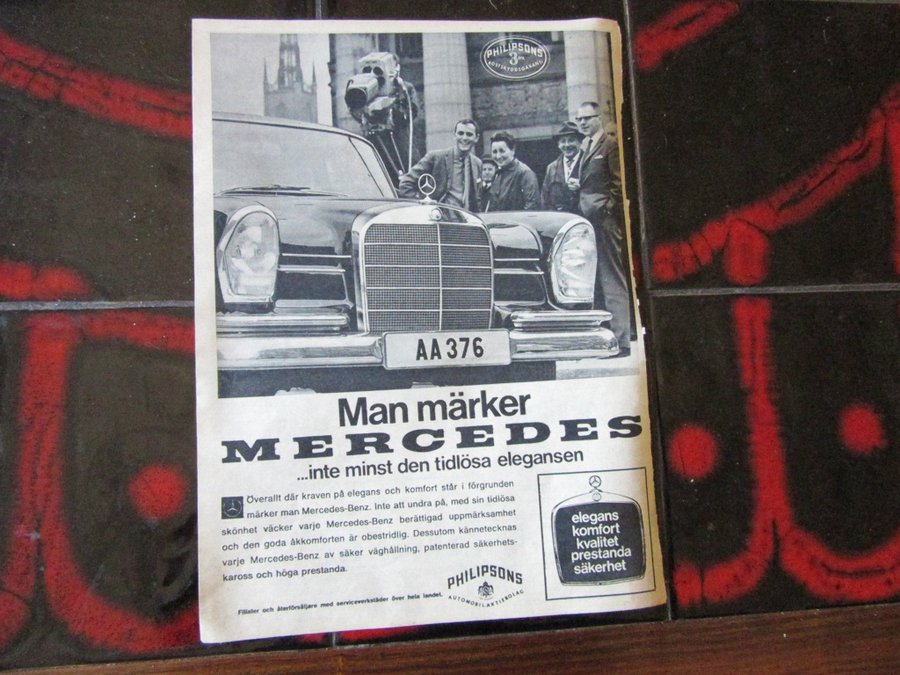 PHILIPSONS
3 ÅRS
ROSTSKYDDSGARANTI
AA 376
Man märker
MERCEDES
...inte minst den tidlösa elegansen
Överallt där kraven på elegans och komfort står i förgrunden
märker man Mercedes-Benz. Inte att undra på, med sin tidlösa
skönhet väcker varje Mercedes-Benz berättigad uppmärksamhet
och den goda åkkomforten är obestridlig. Dessutom kännetecknas
varje Mercedes-Benz av säker väghållning, patenterad säkerhets-
kaross och höga prestanda.
elegans
komfort
kvalitet
prestanda
säkerhet
PHILIPSONS
AUTOMOBILAKTIEBOLAG
Filialer och återförsäljare med serviceverkstäder över hela landet.